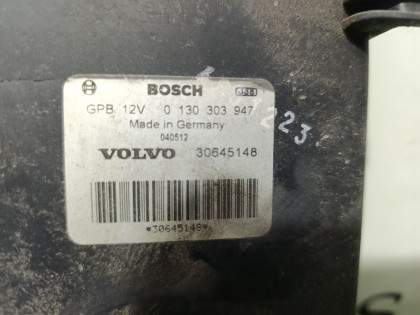 BOSCH
GPB 12V 0 130 303 947
Made in Germany
040512
VOLVO 30645148
*30645148*
223